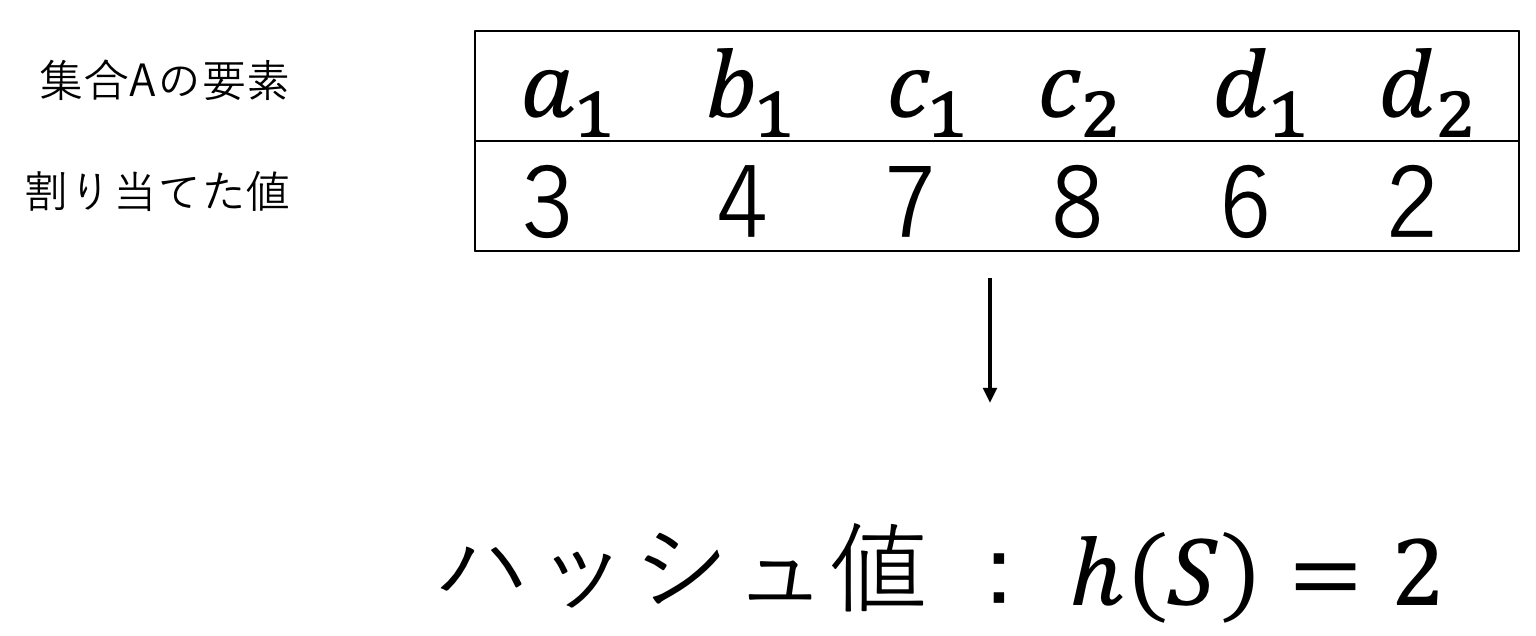 集合Aの要素 a₁ b₁ c₁ c₂ d₁ d₂
割り当てた値 3 4 7 8 6 2
ハッシュ値 : h(S) = 2